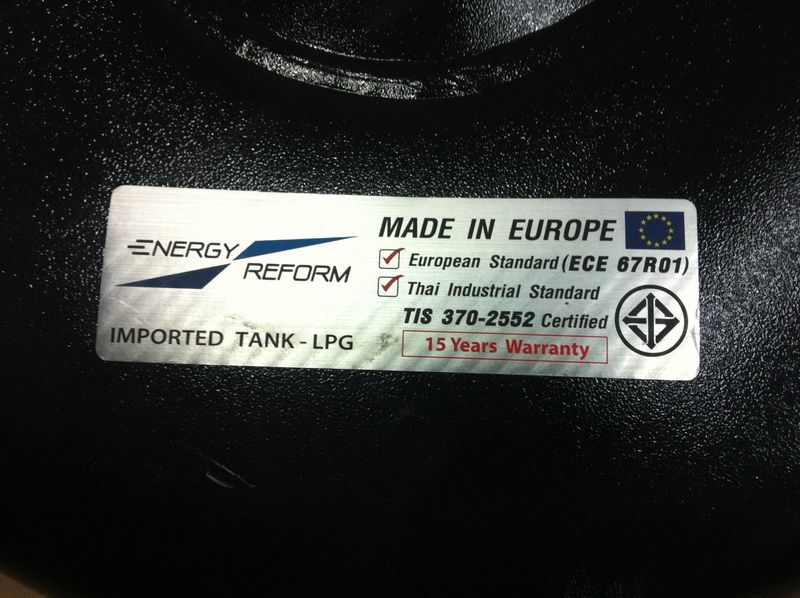 ENERGY
REFORM
IMPORTED TANK - LPG
MADE IN EUROPE
European Standard (ECE 67R01)
Thai Industrial Standard
TIS 370-2552 Certified
15 Years Warranty